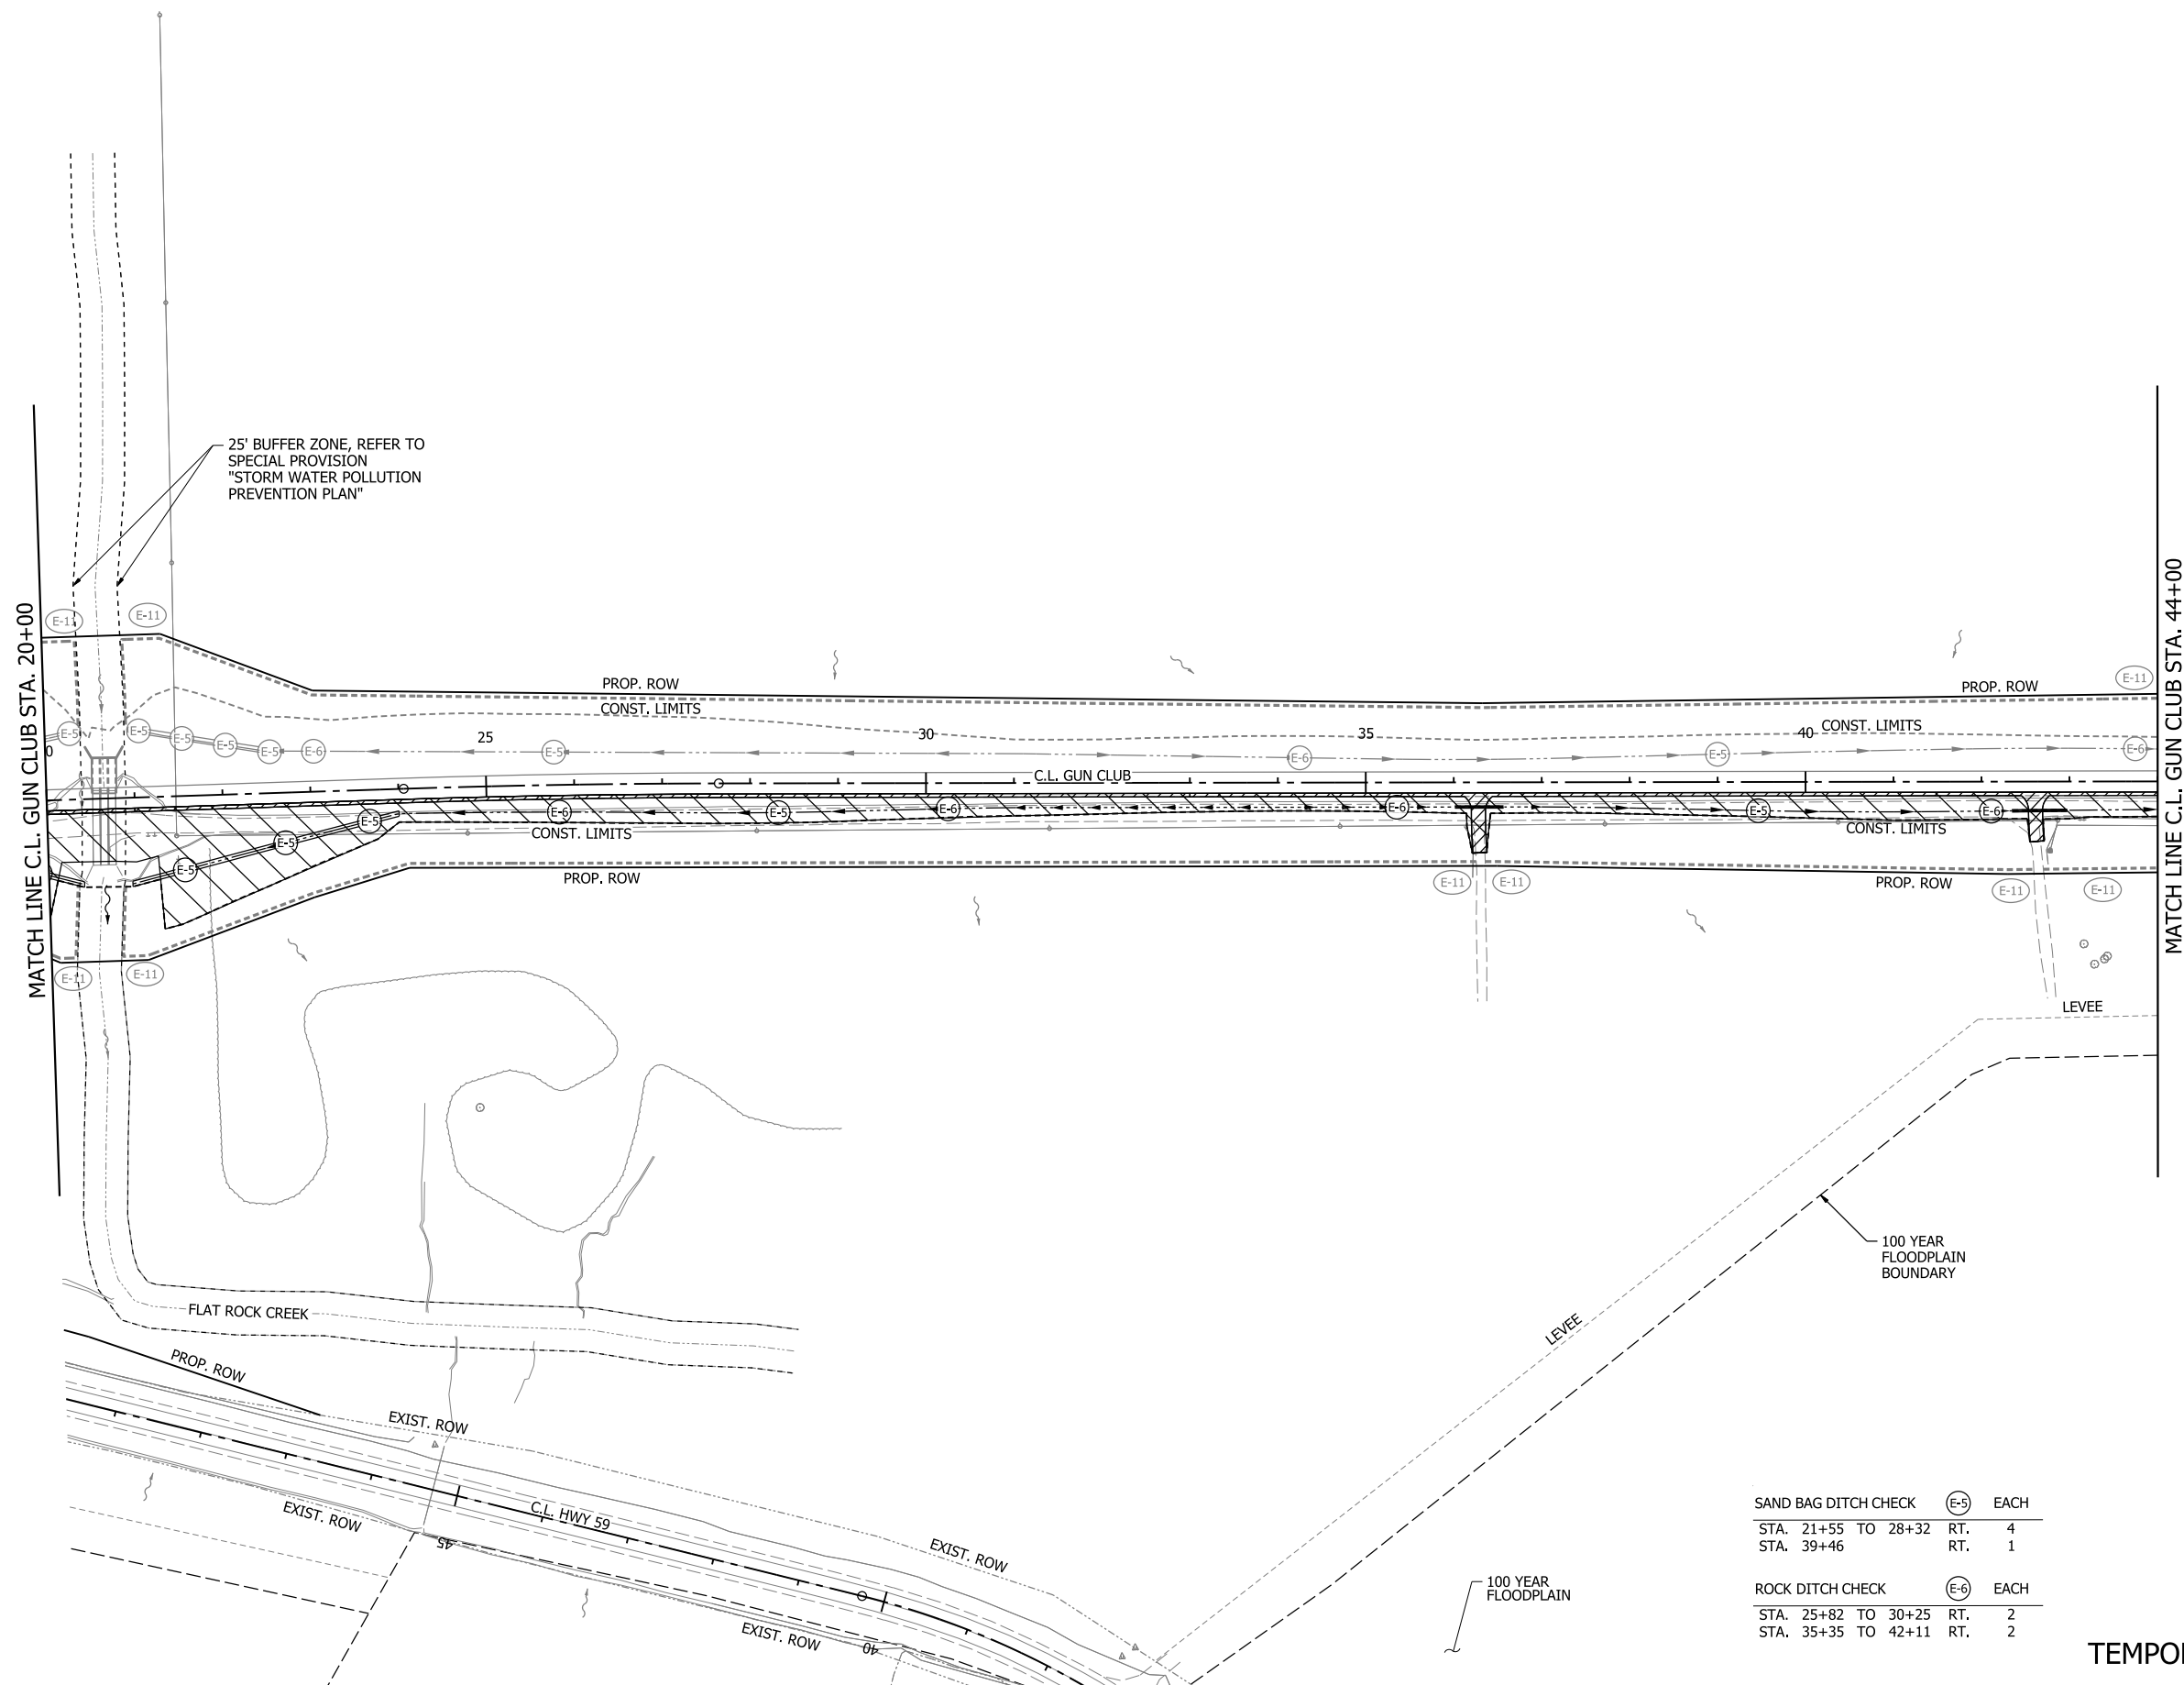 25' BUFFER ZONE, REFER TO
SPECIAL PROVISION
"STORM WATER POLLUTION
PREVENTION PLAN"
MATCH LINE C.L. GUN CLUB STA. 20+00
MATCH LINE C.L. GUN CLUB STA. 44+00
E-11
E-11
E-11
PROP. ROW
PROP. ROW
CONST. LIMITS
CONST. LIMITS
E-5
E-5
E-5
E-5
E-5
E-6
E-5
E-6
E-5
E-6
0
25
30
35
40
C.L. GUN CLUB
E-5
E-5
E-5
E-6
E-5
E-6
E-6
E-5
E-6
CONST. LIMITS
CONST. LIMITS
PROP. ROW
PROP. ROW
E-11
E-11
E-11
E-11
E-11
E-11
LEVEE
LEVEE
100 YEAR
FLOODPLAIN
BOUNDARY
FLAT ROCK CREEK
PROP. ROW
EXIST. ROW
EXIST. ROW
C.L. HWY 59
45
EXIST. ROW
EXIST. ROW
40
100 YEAR
FLOODPLAIN
SAND BAG DITCH CHECK E-5 EACH
STA. 21+55 TO 28+32 RT. 4
STA. 39+46 RT. 1
ROCK DITCH CHECK E-6 EACH
STA. 25+82 TO 30+25 RT. 2
STA. 35+35 TO 42+11 RT. 2
TEMPO